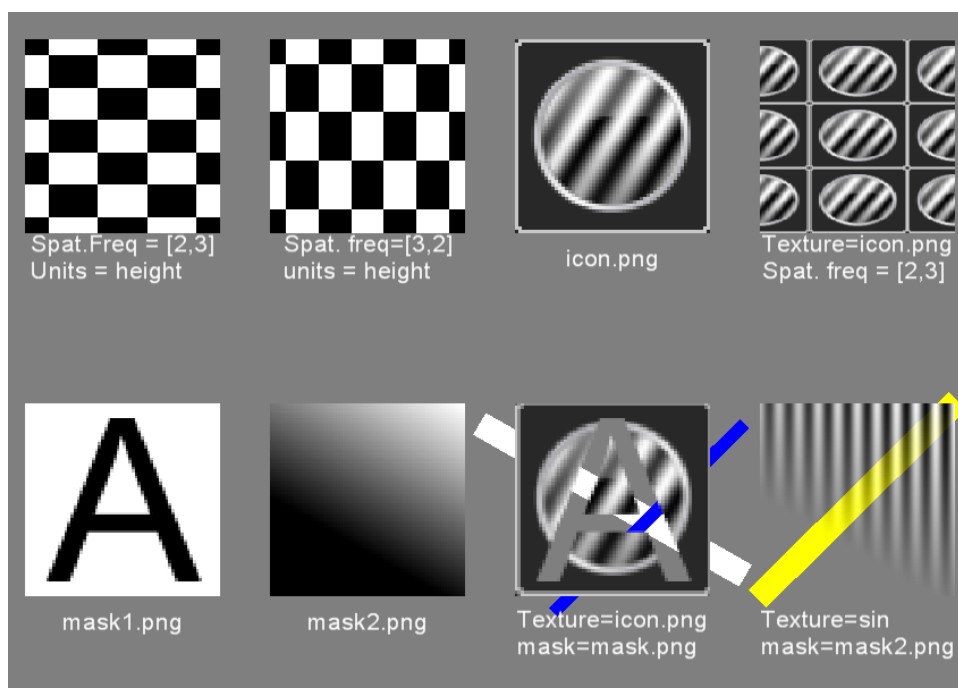 Spat.Freq = [2,3]
Units = height
Spat. freq=[3,2]
units = height
icon.png
Texture=icon.png
Spat. freq = [2,3]
A
mask1.png
mask2.png
A
Texture=icon.png
mask=mask.png
Texture=sin
mask=mask2.png